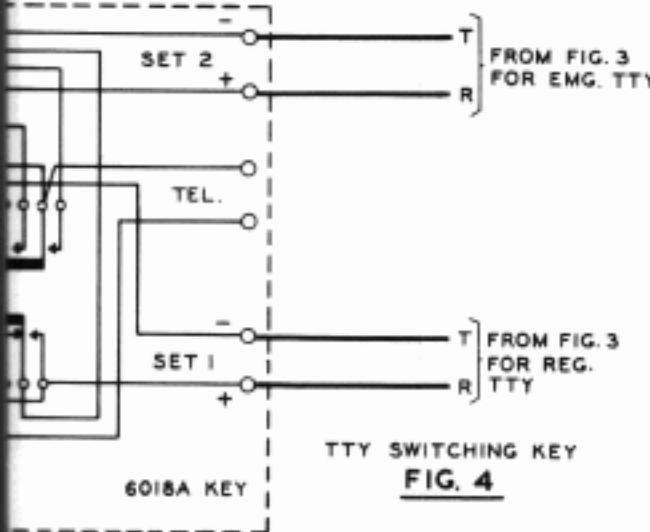 -
SET 2
+
T
R
FROM FIG. 3
FOR EMG. TTY
TEL.
-
SET 1
+
T
R
FROM FIG. 3
FOR REG.
TTY
TTY SWITCHING KEY
FIG. 4
6018A KEY